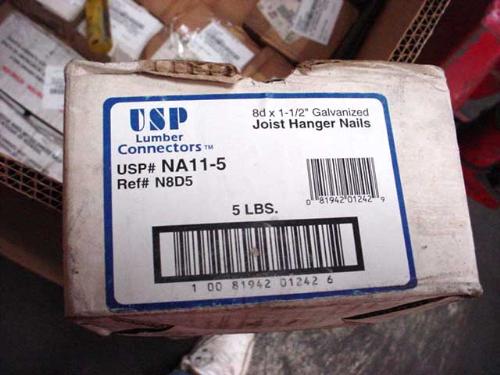 USP
Lumber
Connectors™
8d x 1-1/2" Galvanized
Joist Hanger Nails
USP# NA11-5
Ref# N8D5
0 81942 01242 9
5 LBS.
1 00 81942 01242 6